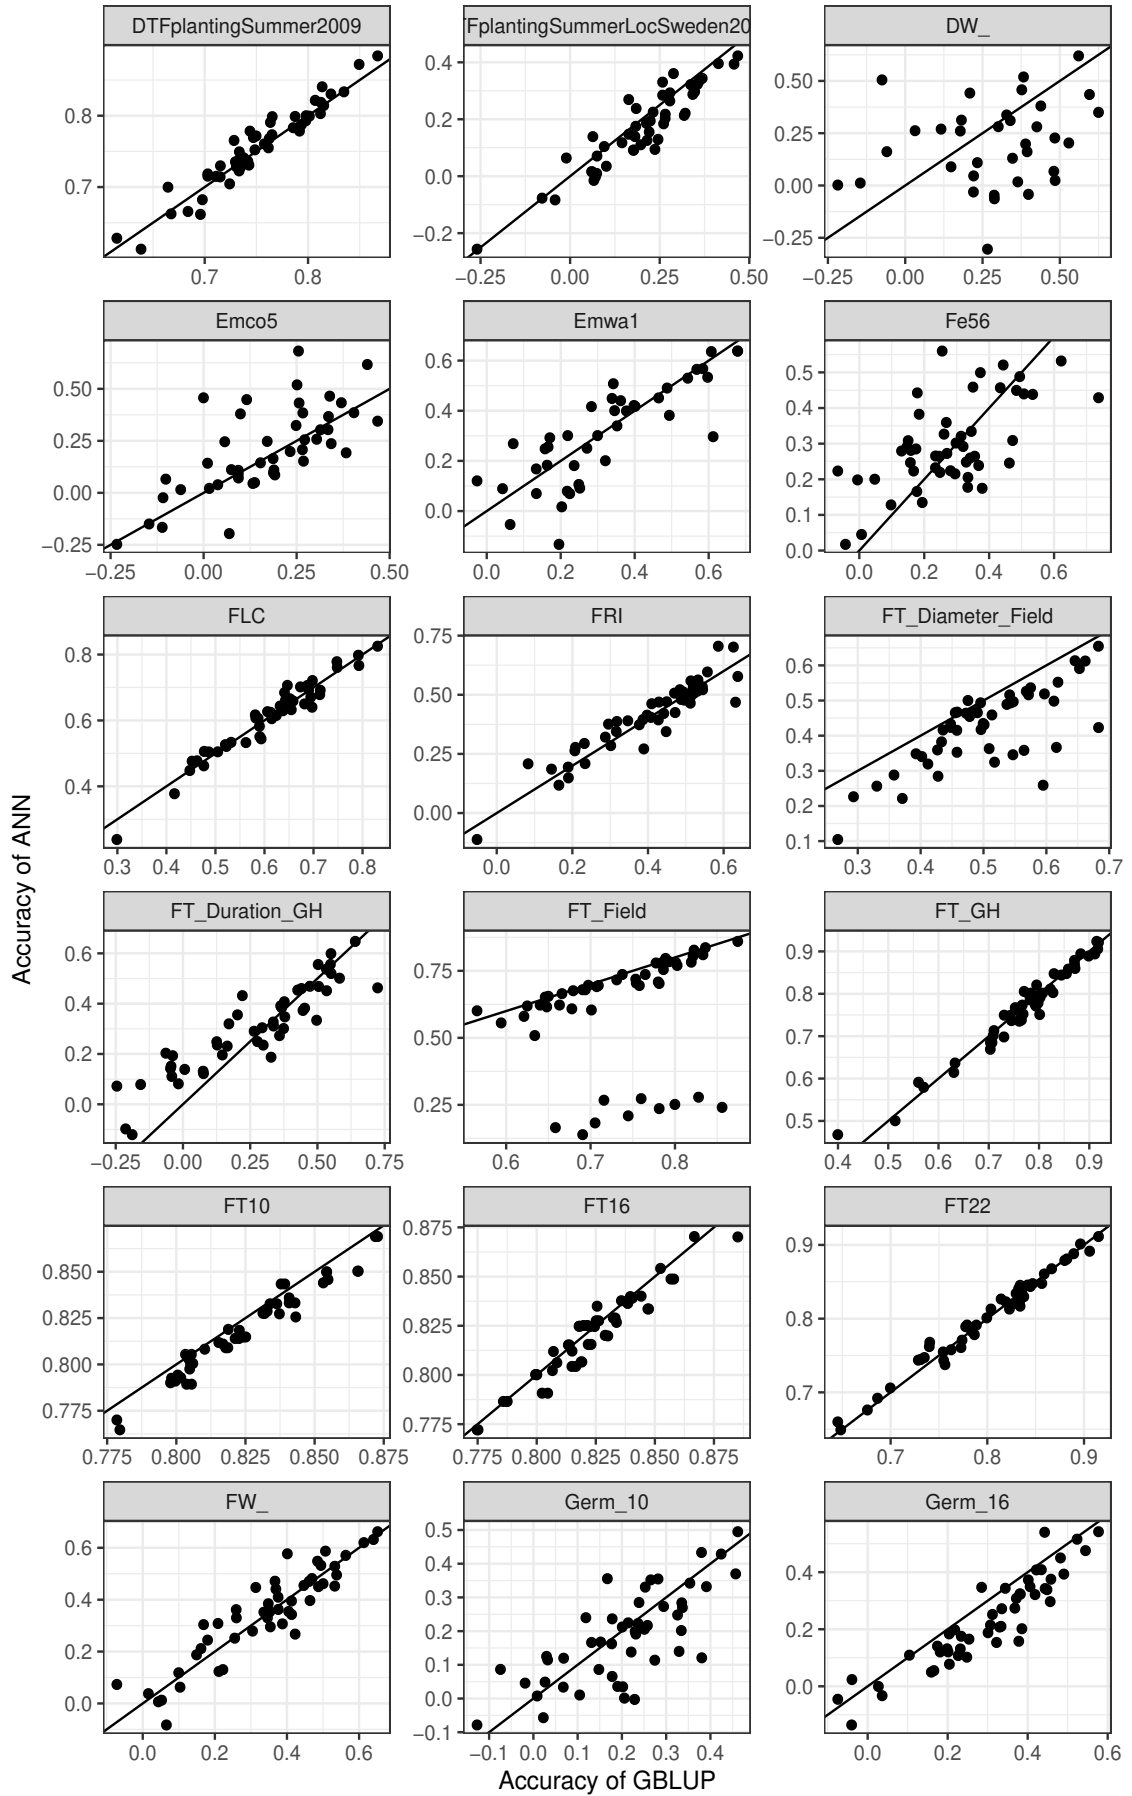 DTFplantingSummer2009
TFplantingSummerLocSweden20
DW_
0.8
0.7
0.7 0.8
0.4
0.2
0.0
−0.2
−0.25 0.00 0.25 0.50
0.50
0.25
0.00
−0.25
−0.25 0.00 0.25 0.50
Emco5
Emwa1
Fe56
0.50
0.25
0.00
−0.25
−0.25 0.00 0.25 0.50
0.6
0.4
0.2
0.0
0.0 0.2 0.4 0.6
0.5
0.4
0.3
0.2
0.1
0.0
0.0 0.2 0.4 0.6
FLC
FRI
FT_Diameter_Field
0.8
0.6
0.4
0.3 0.4 0.5 0.6 0.7 0.8
0.75
0.50
0.25
0.00
0.0 0.2 0.4 0.6
0.6
0.5
0.4
0.3
0.2
0.1
0.3 0.4 0.5 0.6 0.7
Accuracy of ANN
FT_Duration_GH
FT_Field
FT_GH
0.6
0.4
0.2
0.0
−0.25 0.00 0.25 0.50 0.75
0.75
0.50
0.25
0.6 0.7 0.8
0.9
0.8
0.7
0.6
0.5
0.4 0.5 0.6 0.7 0.8 0.9
FT10
FT16
FT22
0.850
0.825
0.800
0.775
0.775 0.800 0.825 0.850 0.875
0.875
0.850
0.825
0.800
0.775
0.775 0.800 0.825 0.850 0.875
0.9
0.8
0.7
0.7 0.8 0.9
FW_
Germ_10
Germ_16
0.6
0.4
0.2
0.0
0.0 0.2 0.4 0.6
0.5
0.4
0.3
0.2
0.1
0.0
−0.1
−0.1 0.0 0.1 0.2 0.3 0.4
0.4
0.2
0.0
0.0 0.2 0.4 0.6
Accuracy of GBLUP